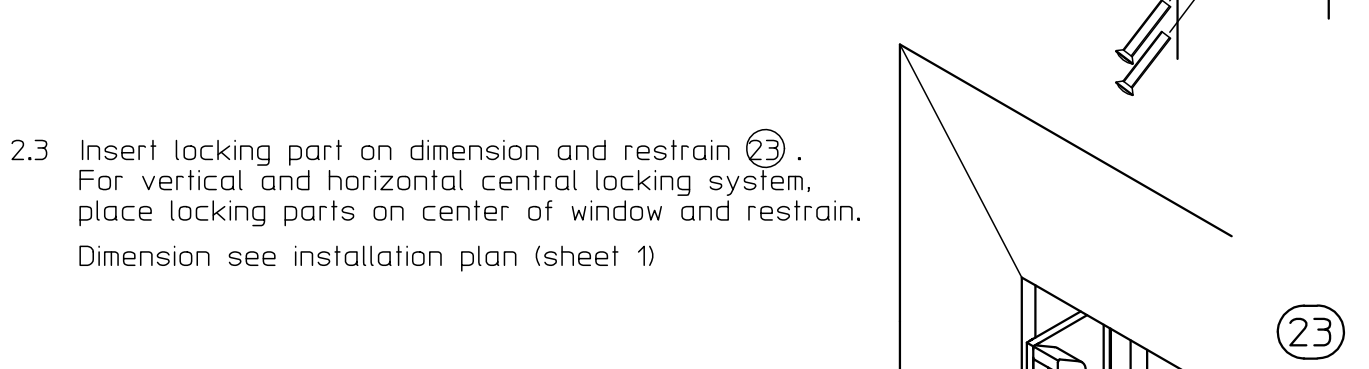 2.3 Insert locking part on dimension and restrain 23 .
For vertical and horizontal central locking system,
place locking parts on center of window and restrain.
Dimension see installation plan (sheet 1)
23